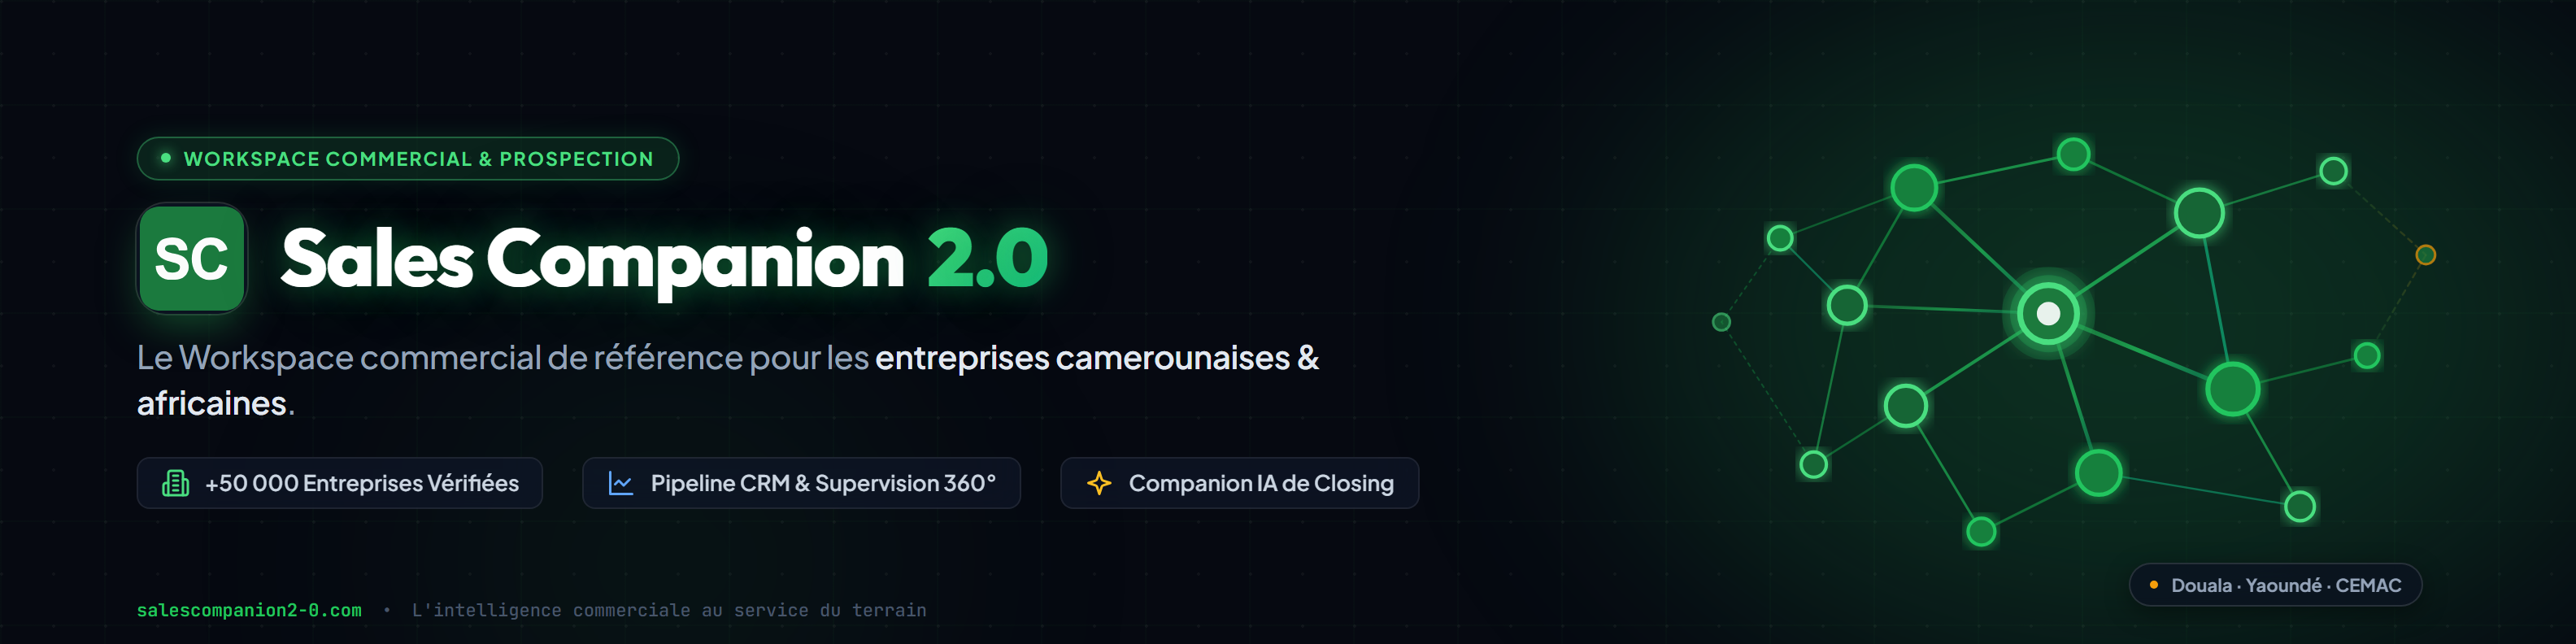 WORKSPACE COMMERCIAL & PROSPECTION
SC
Sales Companion 2.0
Le Workspace commercial de référence pour les entreprises camerounaises &
africaines.
+50 000 Entreprises Vérifiées
Pipeline CRM & Supervision 360°
Companion IA de Closing
Douala · Yaoundé · CEMAC
salescompanion2-0.com • L'intelligence commerciale au service du terrain